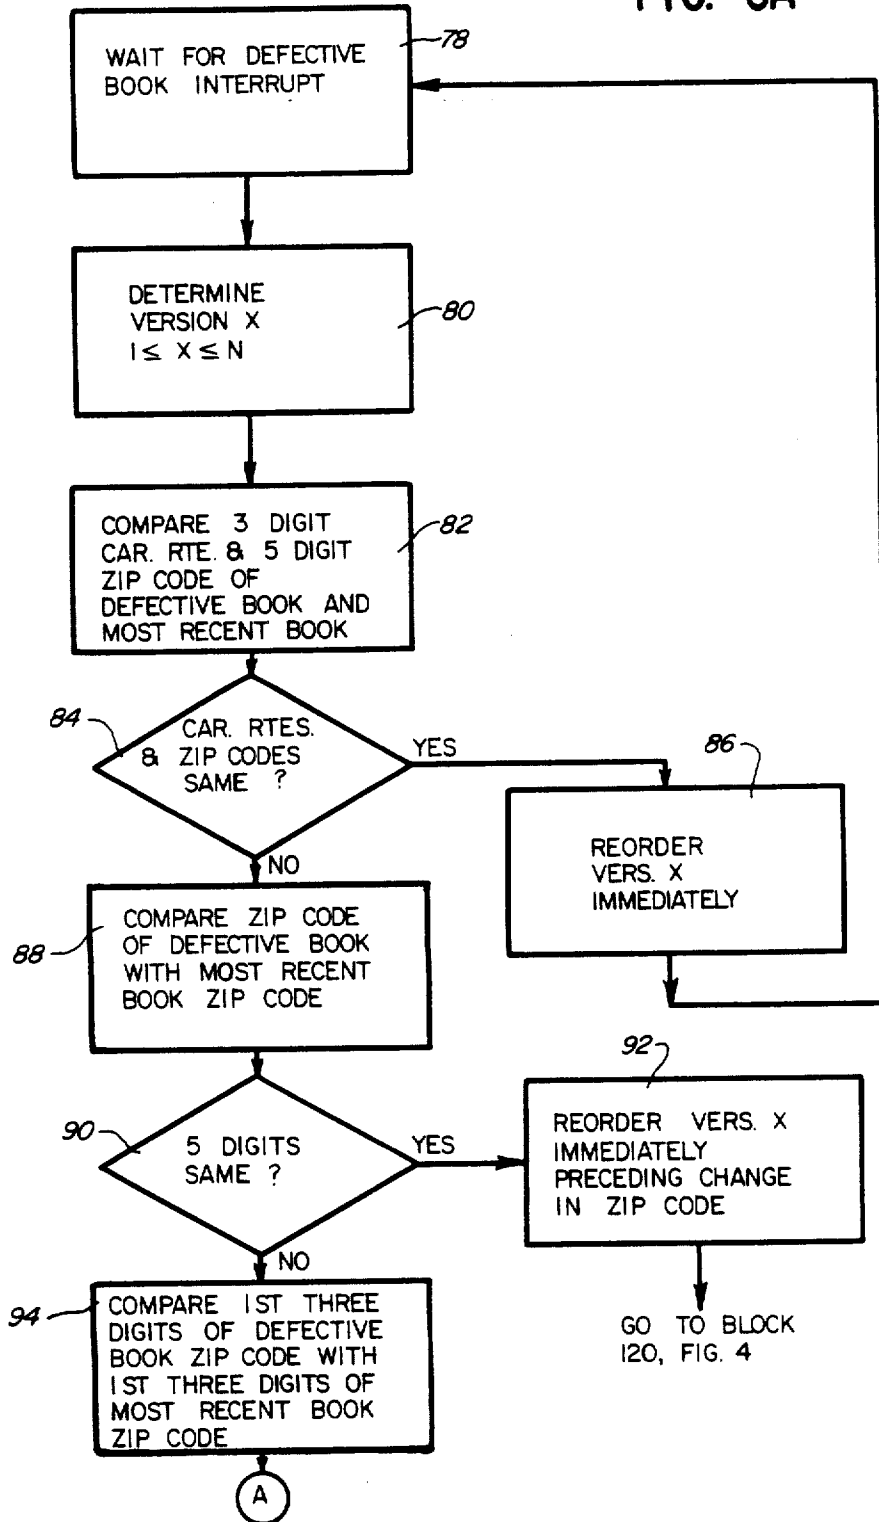 FIG. 3A
78
WAIT FOR DEFECTIVE
BOOK INTERRUPT
DETERMINE
VERSION X
1 ≤ X ≤ N
80
COMPARE 3 DIGIT
CAR. RTE. & 5 DIGIT
ZIP CODE OF
DEFECTIVE BOOK AND
MOST RECENT BOOK
82
84
CAR. RTES.
& ZIP CODES
SAME ?
YES
NO
86
REORDER
VERS. X
IMMEDIATELY
88
COMPARE ZIP CODE
OF DEFECTIVE BOOK
WITH MOST RECENT
BOOK ZIP CODE
90
5 DIGITS
SAME ?
YES
NO
92
REORDER VERS. X
IMMEDIATELY
PRECEDING CHANGE
IN ZIP CODE
GO TO BLOCK
120, FIG. 4
94
COMPARE 1ST THREE
DIGITS OF DEFECTIVE
BOOK ZIP CODE WITH
1ST THREE DIGITS OF
MOST RECENT BOOK
ZIP CODE
A